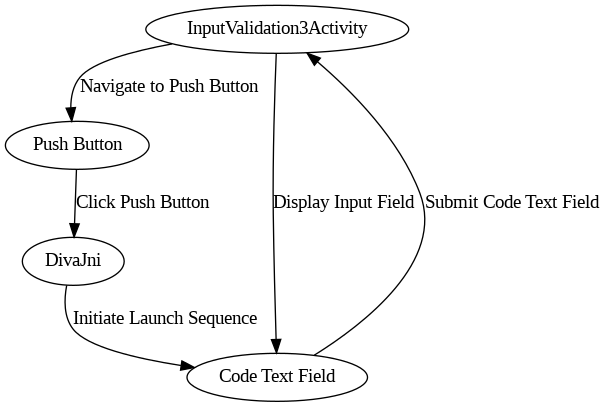 InputValidation3Activity
Navigate to Push Button
Push Button
Click Push Button
Display Input Field
Submit Code Text Field
DivaJni
Initiate Launch Sequence
Code Text Field